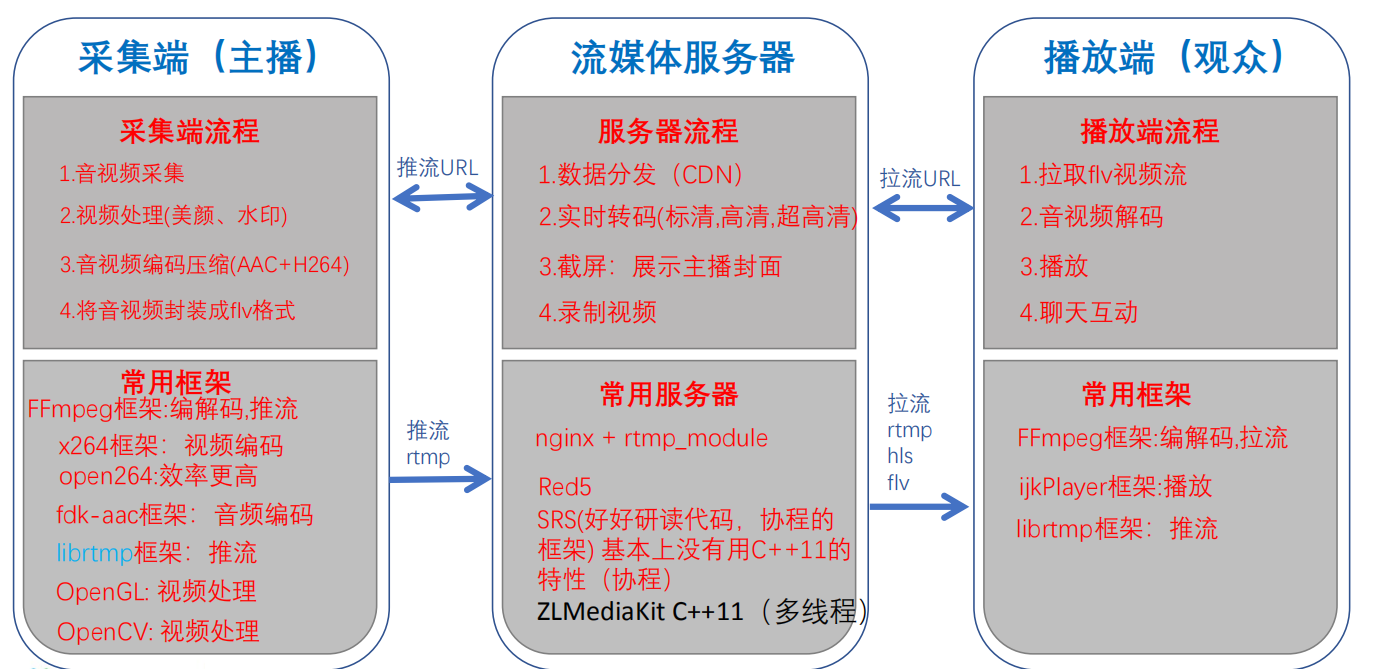 采集端（主播）
采集端流程
1.音视频采集
2.视频处理(美颜、水印)
3.音视频编码压缩(AAC+H264)
4.将音视频封装成flv格式
常用框架
FFmpeg框架:编解码,推流
x264框架：视频编码
open264:效率更高
fdk-aac框架：音频编码
librtmp框架：推流
OpenGL: 视频处理
OpenCV: 视频处理
推流URL
推流
rtmp
流媒体服务器
服务器流程
1.数据分发（CDN）
2.实时转码(标清,高清,超高清)
3.截屏：展示主播封面
4.录制视频
常用服务器
nginx + rtmp_module
Red5
SRS(好好研读代码，协程的
框架) 基本上没有用C++11的
特性（协程）
ZLMediaKit C++11（多线程）
拉流URL
拉流
rtmp
hls
flv
播放端（观众）
播放端流程
1.拉取flv视频流
2.音视频解码
3.播放
4.聊天互动
常用框架
FFmpeg框架:编解码,拉流
ijkPlayer框架:播放
librtmp框架：推流